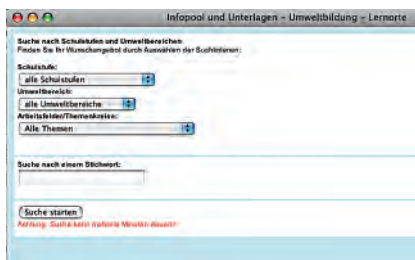 Infopool und Unterlagen – Umweltbildung – Lernorte
Suche nach Schulstufen und Umweltbereichen
Finden Sie Ihr Wunschangebot durch Auswählen der Suchkriterien:
Schulstufe:
alle Schulstufen
Umweltbereich:
alle Umweltbereiche
Arbeitsfelder/Themenkreise:
Alle Themen
Suche nach einem Stichwort:
Suche starten
Achtung: Suche kann mehrere Minuten dauern!